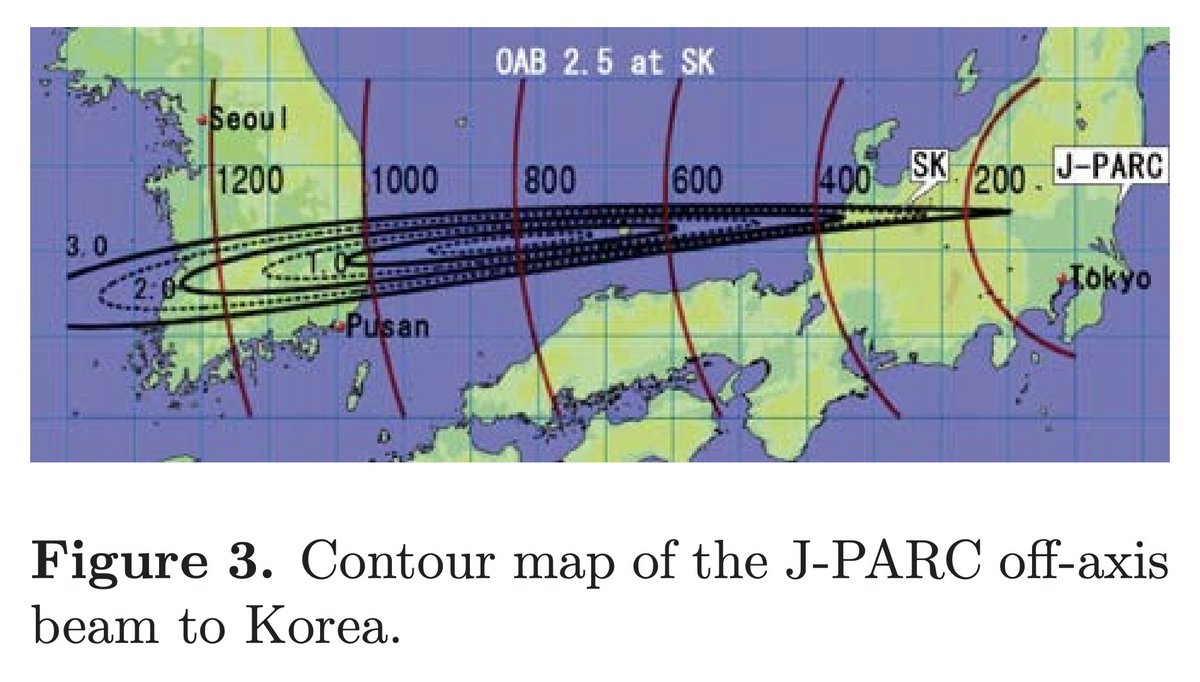 OAB 2.5 at SK
Seoul
1200
1000
800
600
400
SK
200
J-PARC
3.0
1.0
2.0
Tokyo
Pusan
Figure 3. Contour map of the J-PARC off-axis
beam to Korea.